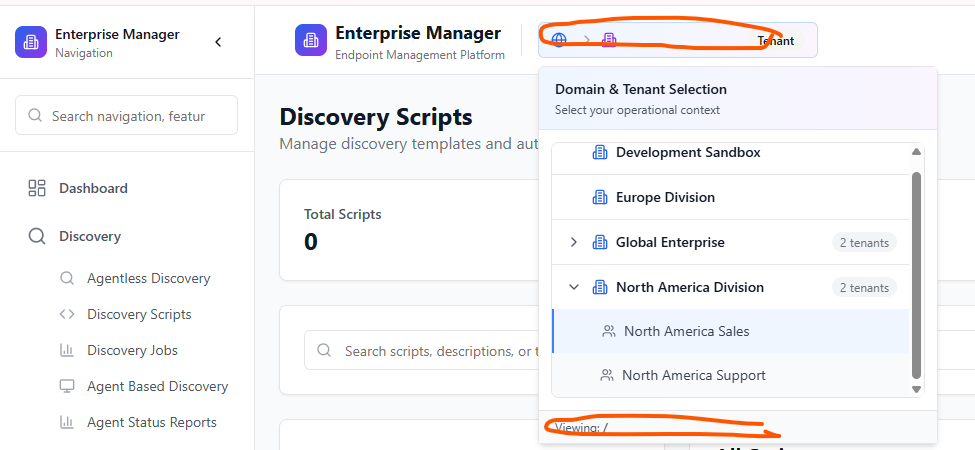 Enterprise Manager
Navigation
Enterprise Manager
Endpoint Management Platform
Tenant
Search navigation, featur
Domain & Tenant Selection
Select your operational context
Discovery Scripts
Manage discovery templates and aut
Development Sandbox
Europe Division
Global Enterprise
2 tenants
North America Division
2 tenants
North America Sales
North America Support
Viewing: /
Dashboard
Discovery
Agentless Discovery
Discovery Scripts
Discovery Jobs
Agent Based Discovery
Agent Status Reports
Total Scripts
0
Search scripts, descriptions, or t